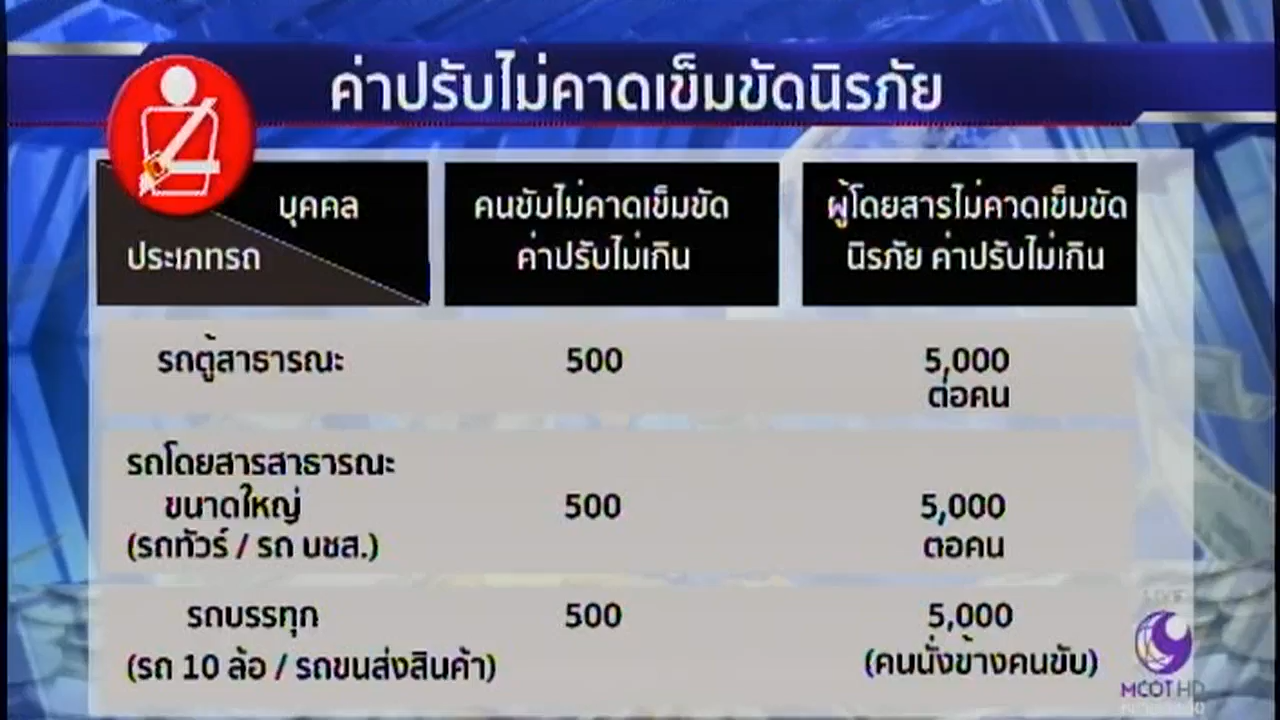 ค่าปรับไม่คาดเข็มขัดนิรภัย
บุคคล
ประเภทรถ
คนขับไม่คาดเข็มขัด
ค่าปรับไม่เกิน
ผู้โดยสารไม่คาดเข็มขัด
นิรภัย ค่าปรับไม่เกิน
รถตู้สาธารณะ
500
5,000
ต่อคน
รถโดยสารสาธารณะ
ขนาดใหญ่
(รถทัวร์ / รถ บขส.)
500
5,000
ตอคน
รถบรรทุก
(รถ 10 ล้อ / รถขนส่งสินค้า)
500
5,000
(คนนั่งข้างคนขับ)
LIVE
MCOT HD